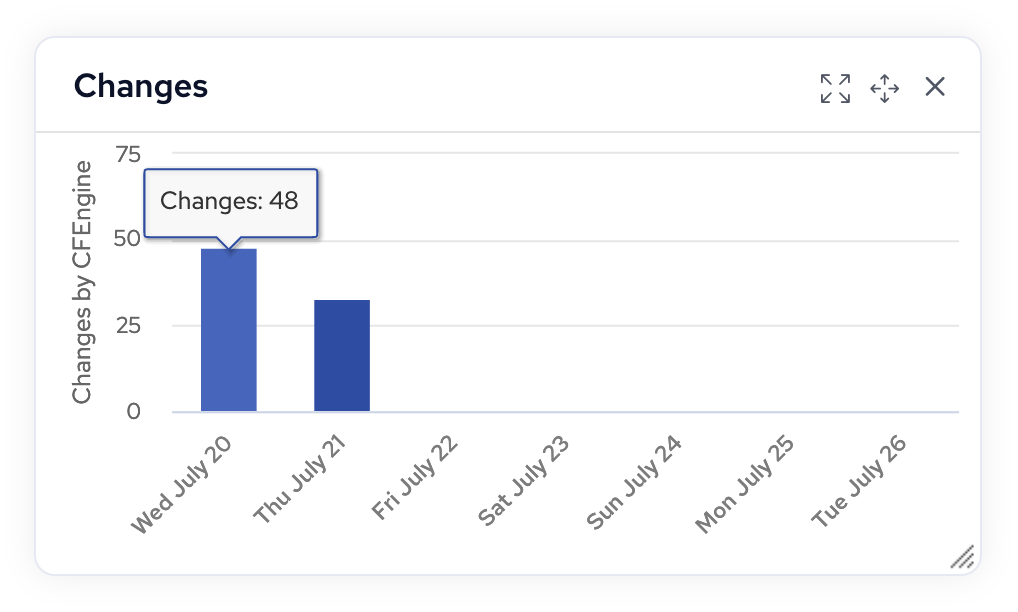 Changes
Changes by CFEngine
75
Changes: 48
50
25
0
Wed July 20
Thu July 21
Fri July 22
Sat July 23
Sun July 24
Mon July 25
Tue July 26